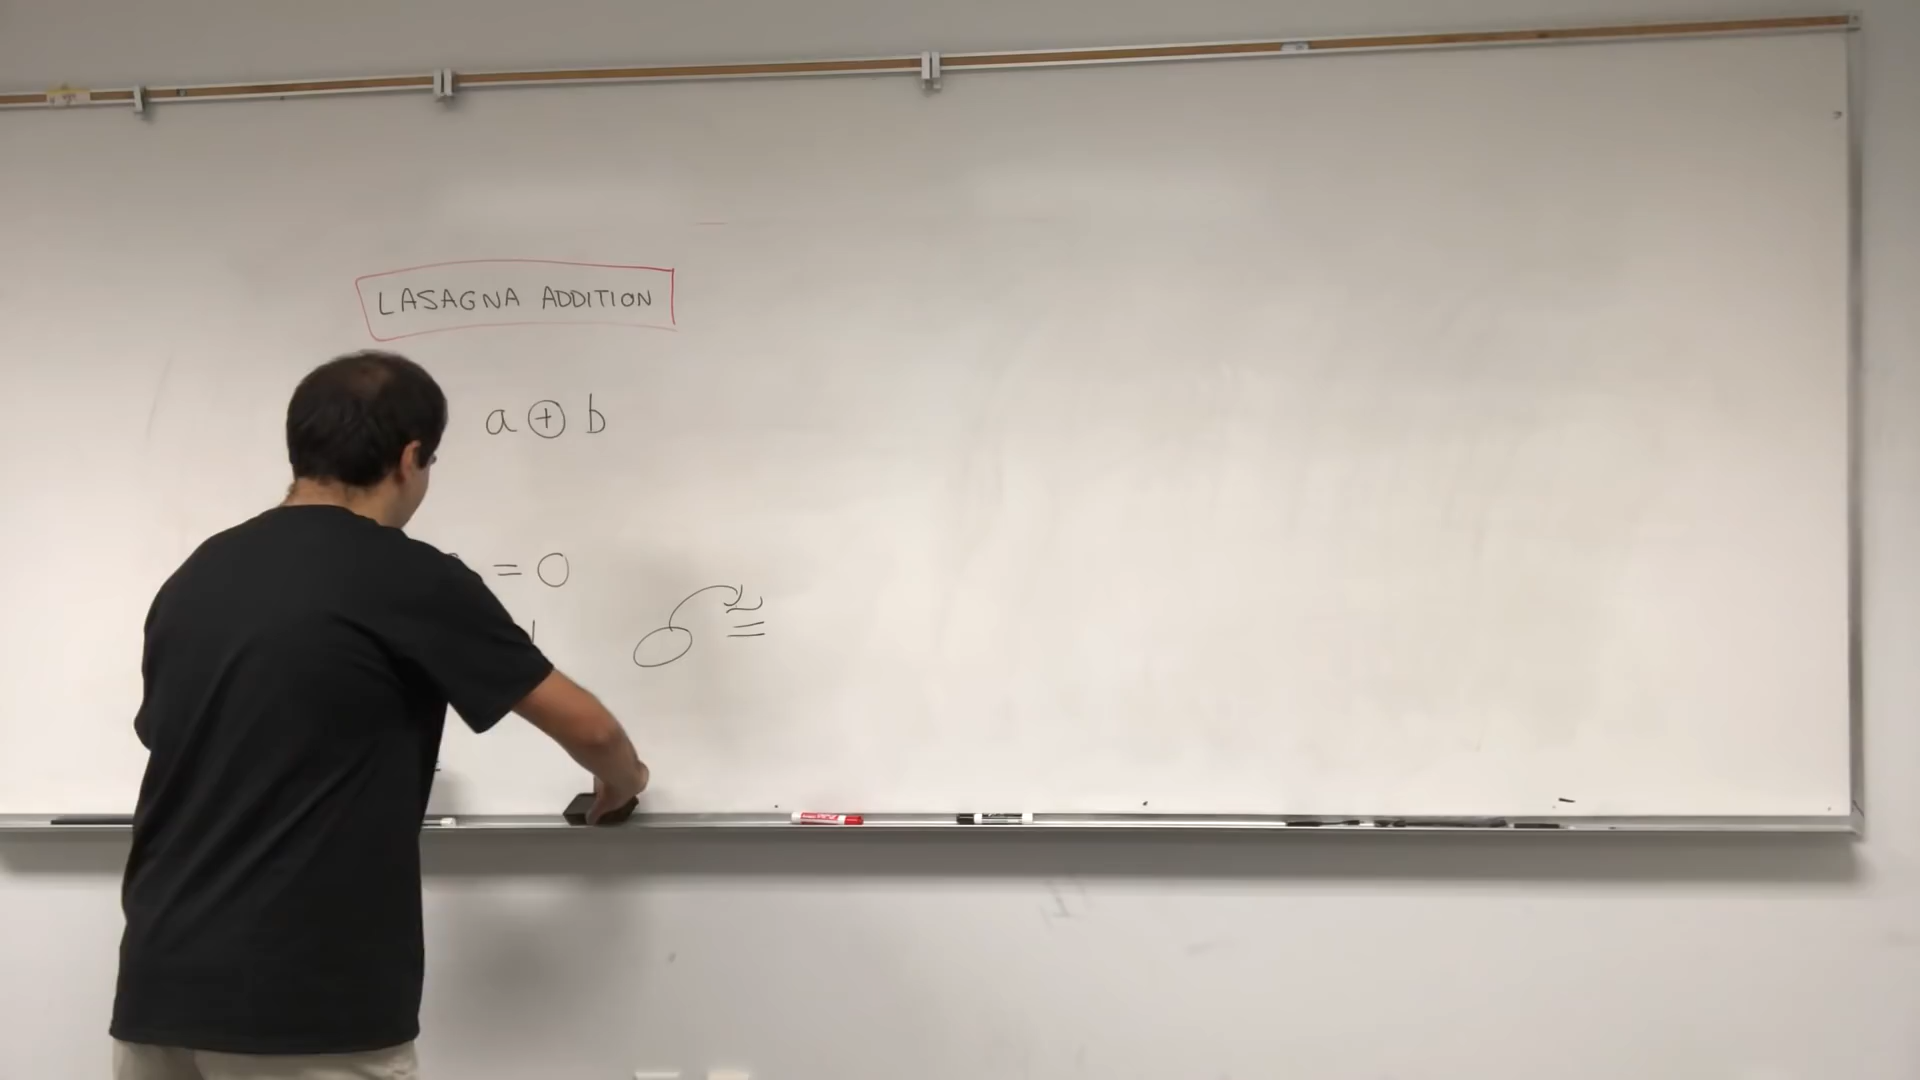 LASAGNA ADDITION
a ⊕ b
= 0
≅